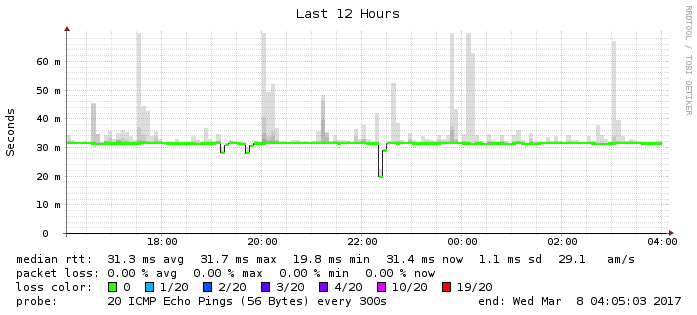 Last 12 Hours
RRDTOOL / TOBI OETIKER
Seconds
60 m
50 m
40 m
30 m
20 m
10 m
0
18:00 20:00 22:00 00:00 02:00 04:00
median rtt: 31.3 ms avg 31.7 ms max 19.8 ms min 31.4 ms now 1.1 ms sd 29.1 am/s
packet loss: 0.00 % avg 0.00 % max 0.00 % min 0.00 % now
loss color: 0 1/20 2/20 3/20 4/20 10/20 19/20
probe: 20 ICMP Echo Pings (56 Bytes) every 300s end: Wed Mar 8 04:05:03 2017